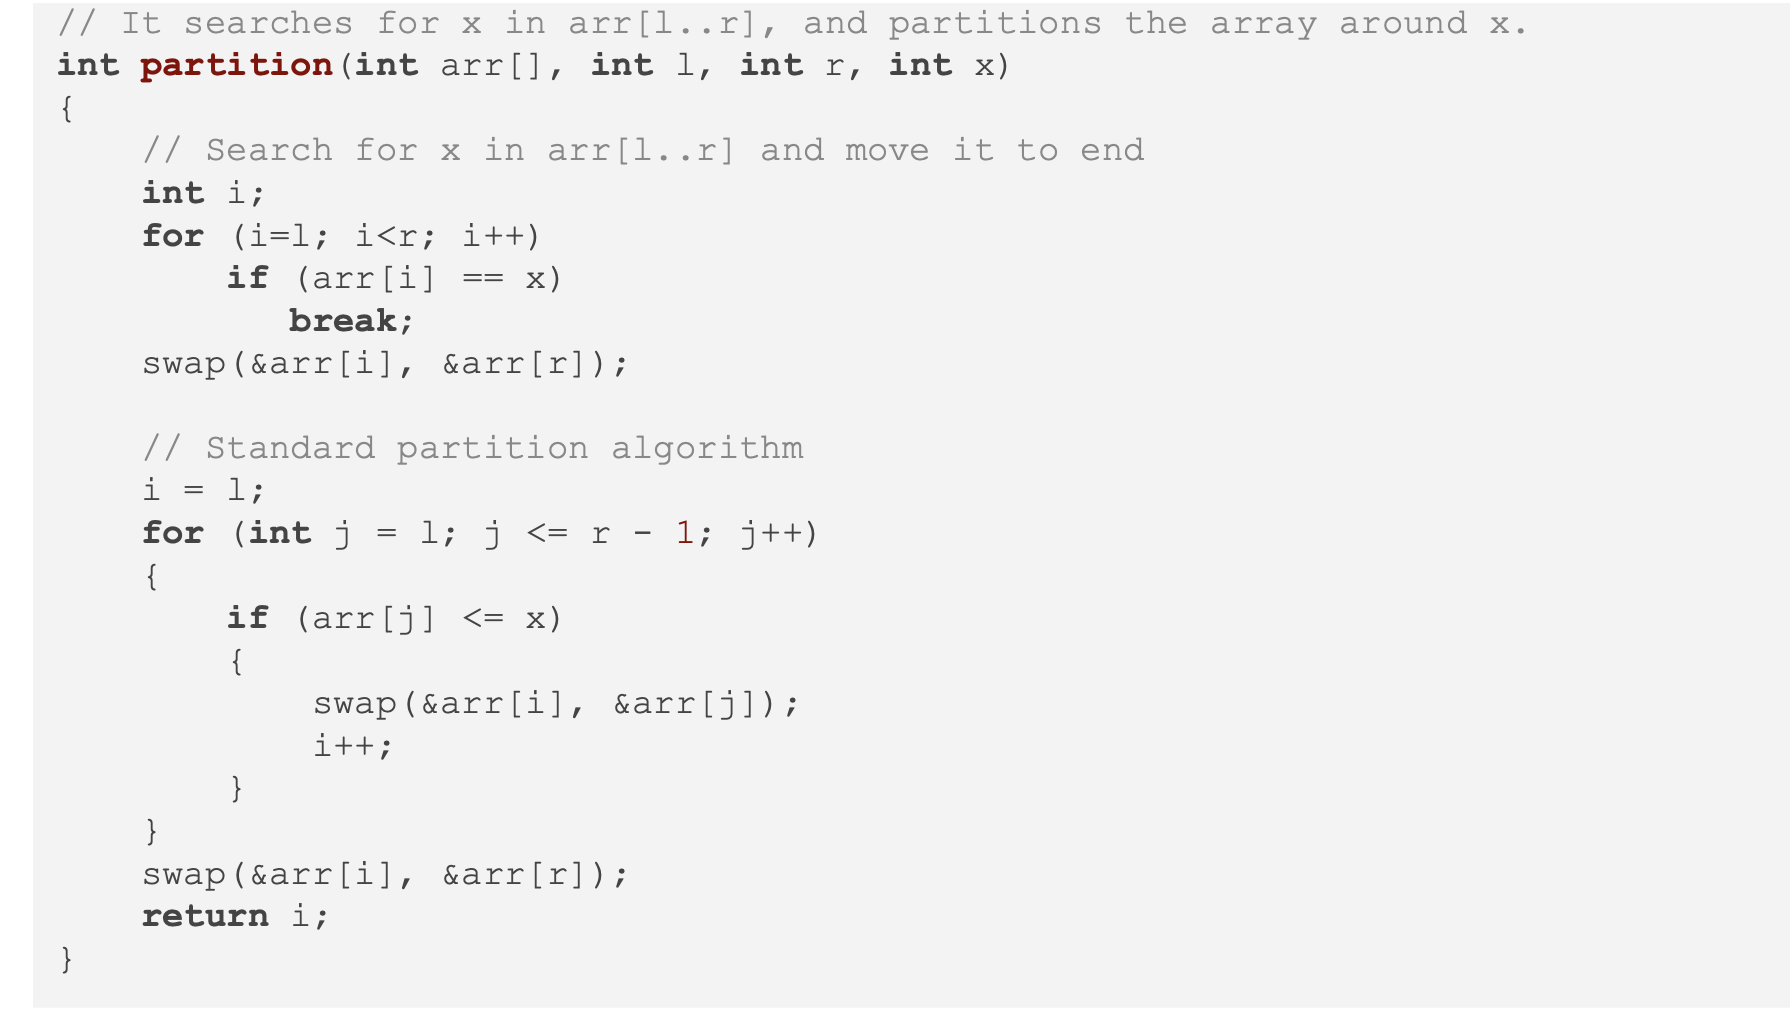 // It searches for x in arr[l..r], and partitions the array around x.
int partition(int arr[], int l, int r, int x)
{
    // Search for x in arr[l..r] and move it to end
    int i;
    for (i=l; i<r; i++)
        if (arr[i] == x)
           break;
    swap(&arr[i], &arr[r]);

    // Standard partition algorithm
    i = l;
    for (int j = l; j <= r - 1; j++)
    {
        if (arr[j] <= x)
        {
            swap(&arr[i], &arr[j]);
            i++;
        }
    }
    swap(&arr[i], &arr[r]);
    return i;
}